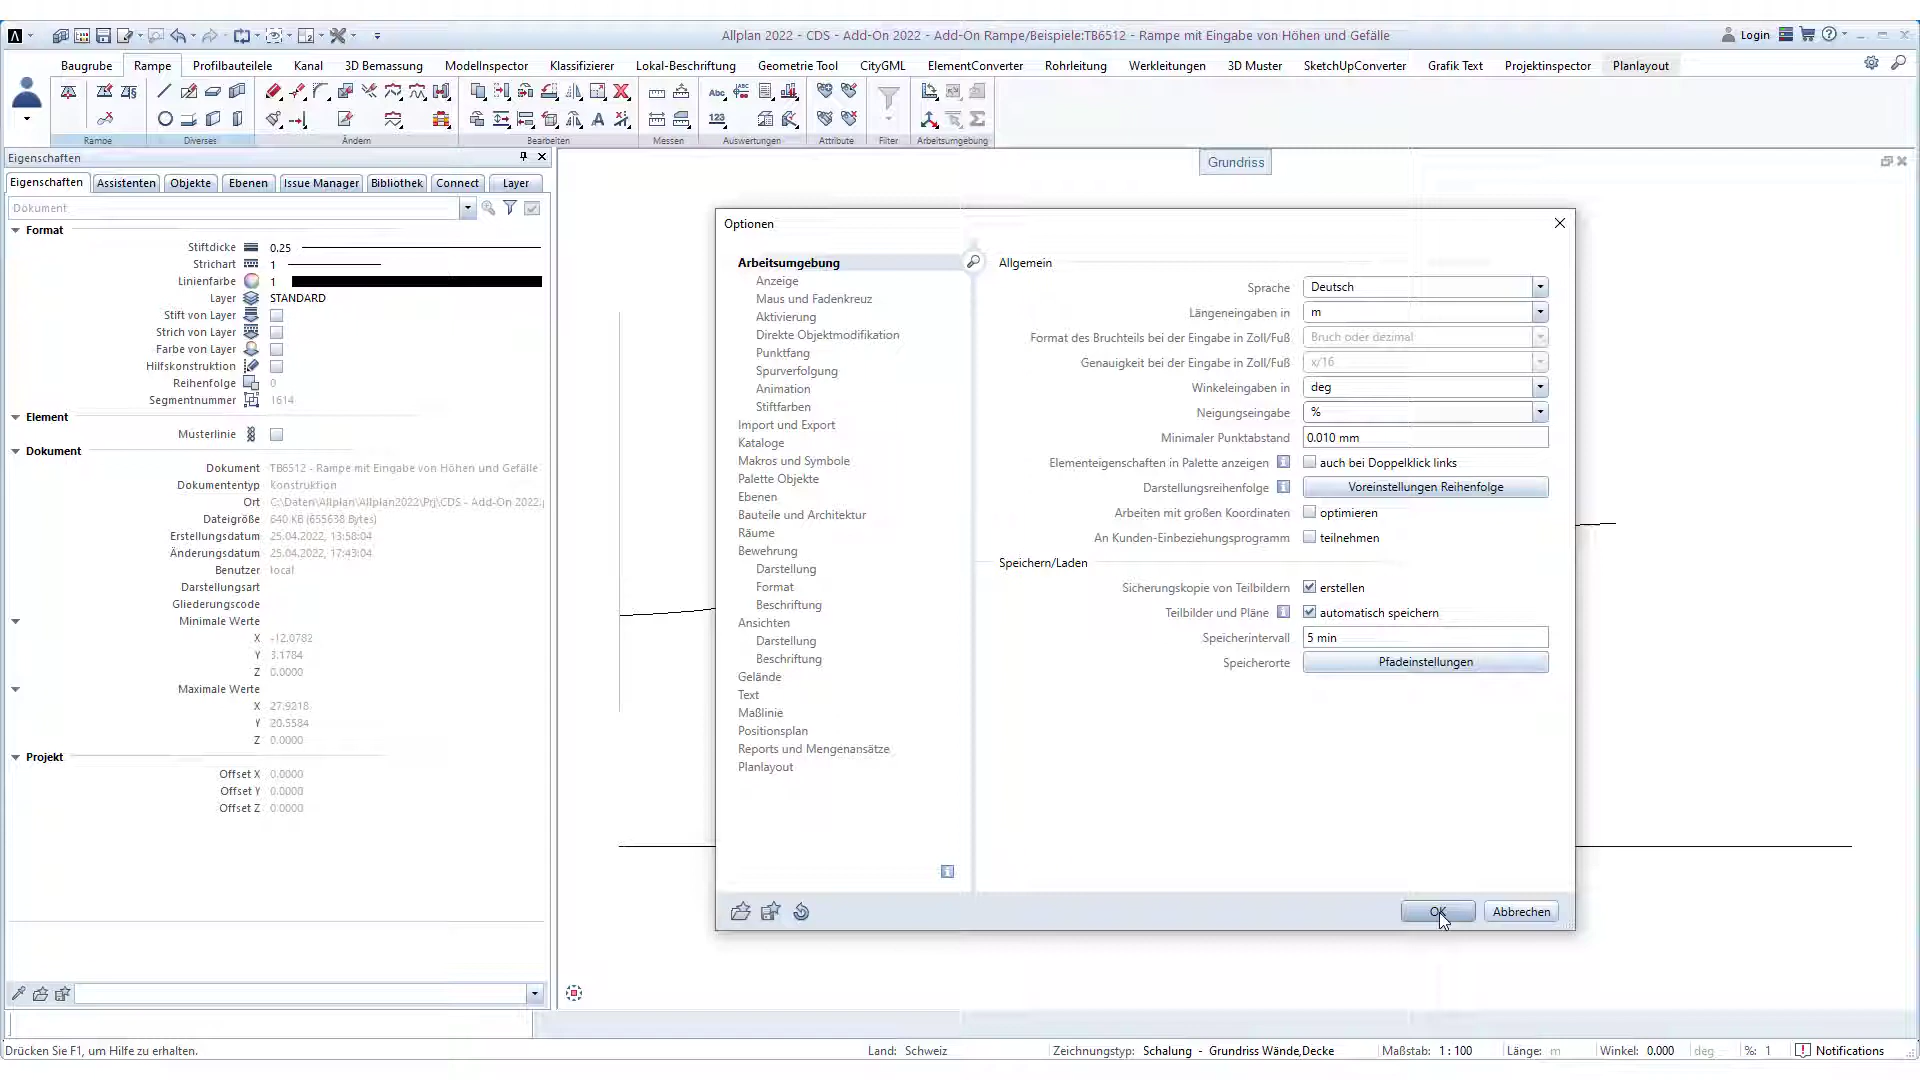 Allplan 2022 - CDS - Add-On 2022 - Add-On Rampe/Beispiele:TB6512 - Rampe mit Eingabe von Höhen und Gefälle
Login
Baugrube Rampe Profilbauteile Kanal 3D Bemassung ModelInspector Klassifizierer Lokal-Beschriftung Geometrie Tool CityGML ElementConverter Rohrleitung Werkleitungen 3D Muster SketchUpConverter Grafik Text Projektinspector Planlayout
Abc
123
Rampe Diverses Ändern Bearbeiten Messen Auswertungen Attribute Filter Arbeitsumgebung
Eigenschaften
Grundriss
Eigenschaften Assistenten Objekte Ebenen Issue Manager Bibliothek Connect Layer
Dokument
Format
Stiftdicke 0.25
Strichart 1
Linienfarbe 1
Layer STANDARD
Stift von Layer
Strich von Layer
Farbe von Layer
Hilfskonstruktion
Reihenfolge 0
Segmentnummer 1614
Element
Musterlinie
Dokument
Dokument TB6512 - Rampe mit Eingabe von Höhen und Gefälle
Dokumententyp Konstruktion
Ort C:\Daten\Allplan\Allplan2022\Prj\CDS - Add-On 2022.
Dateigröße 640 KB (655638 Bytes)
Erstellungsdatum 25.04.2022, 13:58:04
Änderungsdatum 25.04.2022, 17:43:04
Benutzer local
Darstellungsart
Gliederungscode
Minimale Werte
X -12.0782
Y 3.1784
Z 0.0000
Maximale Werte
X 27.9218
Y 20.5584
Z 0.0000
Projekt
Offset X 0.0000
Offset Y 0.0000
Offset Z 0.0000
Optionen
Arbeitsumgebung
Anzeige
Maus und Fadenkreuz
Aktivierung
Direkte Objektmodifikation
Punktfang
Spurverfolgung
Animation
Stiftfarben
Import und Export
Kataloge
Makros und Symbole
Palette Objekte
Ebenen
Bauteile und Architektur
Räume
Bewehrung
Darstellung
Format
Beschriftung
Ansichten
Darstellung
Beschriftung
Gelände
Text
Maßlinie
Positionsplan
Reports und Mengenansätze
Planlayout
Allgemein
Sprache Deutsch
Längeneingaben in m
Format des Bruchteils bei der Eingabe in Zoll/Fuß Bruch oder dezimal
Genauigkeit bei der Eingabe in Zoll/Fuß x/16
Winkeleingaben in deg
Neigungseingabe %
Minimaler Punktabstand 0.010 mm
Elementeigenschaften in Palette anzeigen auch bei Doppelklick links
Darstellungsreihenfolge Voreinstellungen Reihenfolge
Arbeiten mit großen Koordinaten optimieren
An Kunden-Einbeziehungsprogramm teilnehmen
Speichern/Laden
Sicherungskopie von Teilbildern erstellen
Teilbilder und Pläne automatisch speichern
Speicherintervall 5 min
Speicherorte Pfadeinstellungen
OK Abbrechen
Drücken Sie F1, um Hilfe zu erhalten. Land: Schweiz Zeichnungstyp: Schalung - Grundriss Wände,Decke Maßstab: 1 : 100 Länge: m Winkel: 0.000 deg %: 1 Notifications